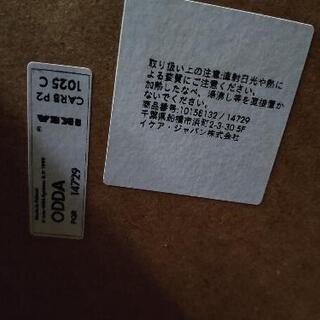 取り扱い上の注意:直射日光や熱に
よる変質にご注意ください。
加熱したなべ、湯沸し等を直接置か
ないでください。
商品番号:10158132 / 14729
千葉県船橋市浜町2-3-30 5F
イケア・ジャパン株式会社
IKEA®
CARB P2
1025 C
ODDA
PQR 14729